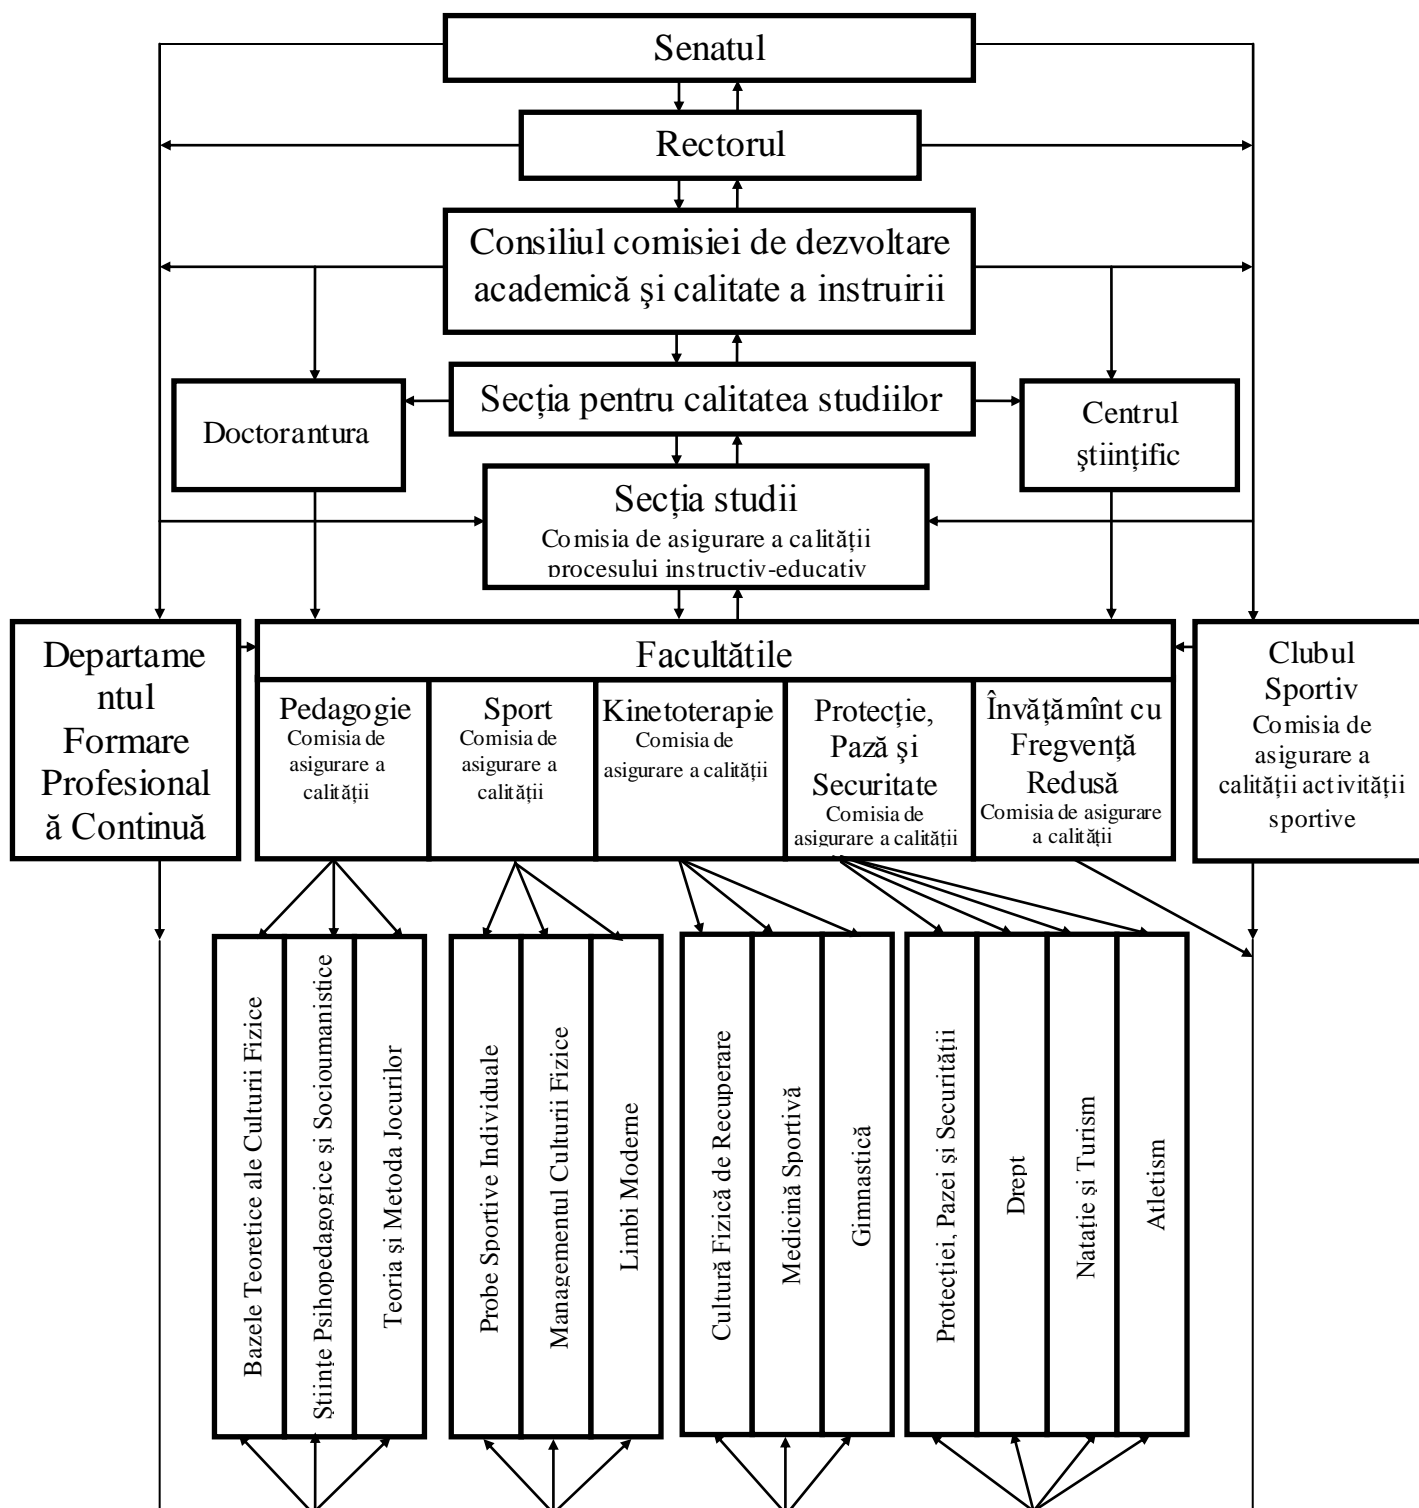 Senatul
Rectorul
Consiliul comisiei de dezvoltare
academică şi calitate a instruirii
Secția pentru calitatea studiilor
Doctorantura
Centrul
ştiințific
Secția studii
Comisia de asigurare a calității
procesului instructiv-educativ
Departame
ntul
Formare
Profesional
ă Continuă
Facultătile
Pedagogie
Comisia de
asigurare a
calității
Sport
Comisia de
asigurare a
calității
Kinetoterapie
Comisia de
asigurare a calității
Protecție,
Pază şi
Securitate
Comisia de
asigurare a calității
Învățămînt cu
Fregvență
Redusă
Comisia de asigurare
a calității
Clubul
Sportiv
Comisia de
asigurare a
calității activității
sportive
Bazele Teoretice ale Culturii Fizice
Științe Psihopedagogice și Socioumanistice
Teoria și Metoda Jocurilor
Probe Sportive Individuale
Managementul Culturii Fizice
Limbi Moderne
Cultură Fizică de Recuperare
Medicină Sportivă
Gimnastică
Protecției, Pazei și Securității
Drept
Natație și Turism
Atletism